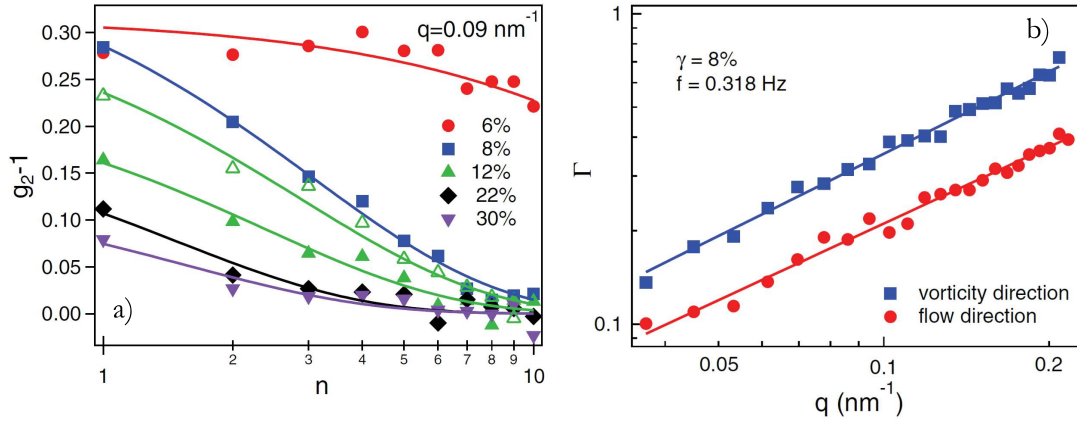 0.30
0.25
0.20
0.15
0.10
0.05
0.00
g₂-1
q=0.09 nm⁻¹
6%
8%
12%
22%
30%
a)
1
2
3
4
5
6
7
8
9
10
n
b)
γ = 8%
f = 0.318 Hz
1
0.1
Γ
vorticity direction
flow direction
0.05
0.1
0.2
q (nm⁻¹)